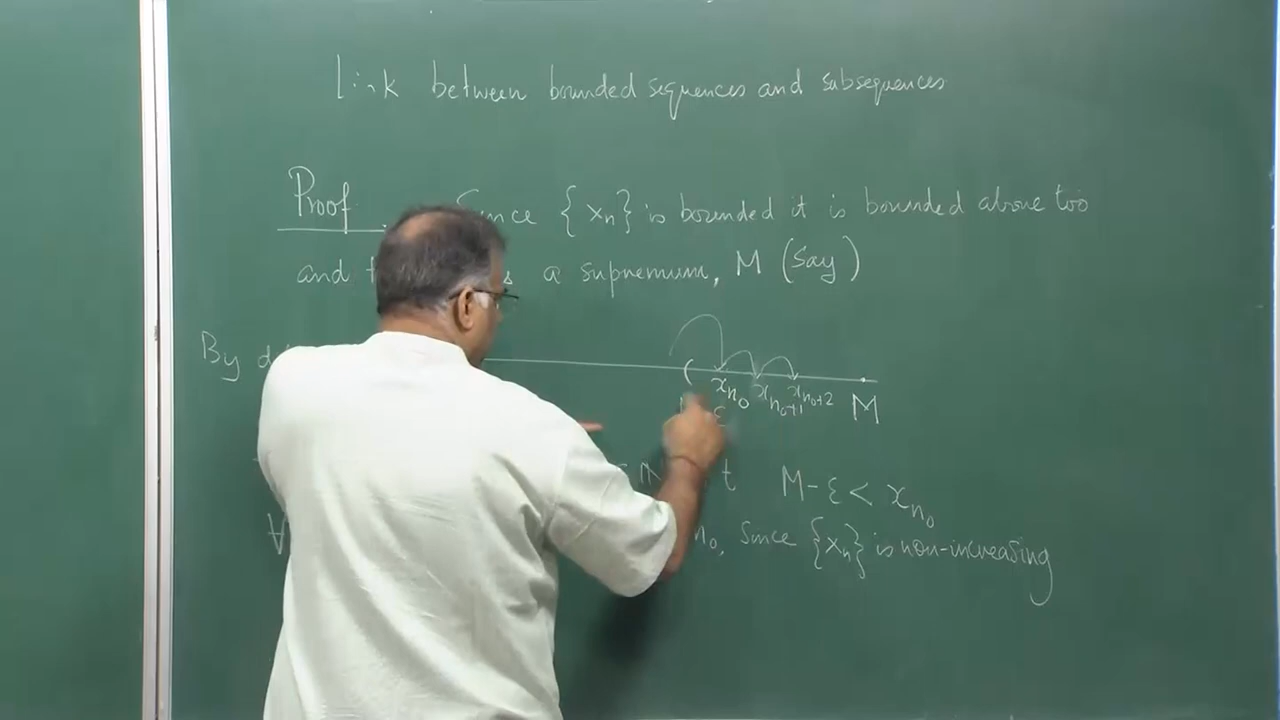 Link between bounded sequences and subsequences
Proof Since {xn} is bounded it is bounded above too
and a supremum, M (Say)
By
( xn0 xn0+1 xn0+2 M
ε
t M-ε < xn0
∀ n0, Since {xn} is non-increasing